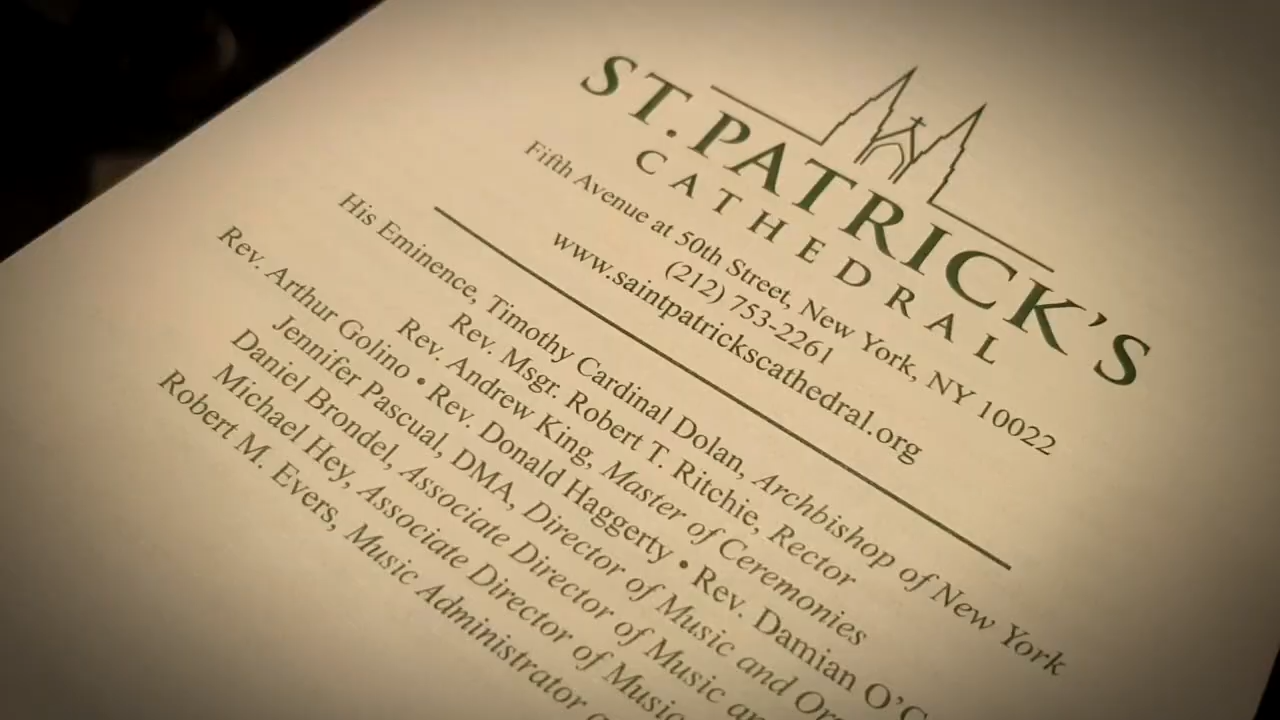 ST. PATRICK'S
CATHEDRAL
Fifth Avenue at 50th Street, New York, NY 10022
(212) 753-2261
www.saintpatrickscathedral.org
His Eminence, Timothy Cardinal Dolan, Archbishop of New York
Rev. Msgr. Robert T. Ritchie, Rector
Rev. Andrew King, Master of Ceremonies
Rev. Arthur Golino • Rev. Donald Haggerty • Rev. Damian
Jennifer Pascual, DMA, Director of Music and
Daniel Brondel, Associate Director of Music
Michael Hey, Associate Director of Music
Robert M. Evers, Music Administrator